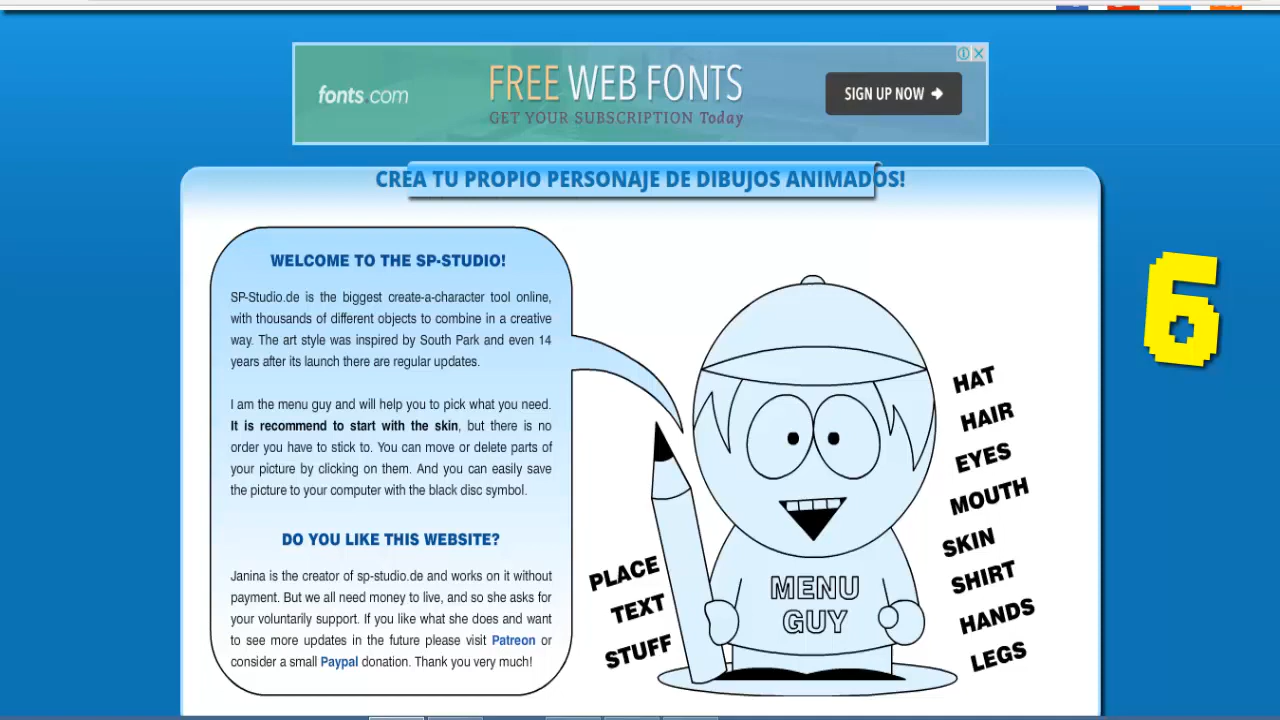 fonts.com
FREE WEB FONTS
GET YOUR SUBSCRIPTION Today
SIGN UP NOW
CREA TU PROPIO PERSONAJE DE DIBUJOS ANIMADOS!
WELCOME TO THE SP-STUDIO!
SP-Studio.de is the biggest create-a-character tool online,
with thousands of different objects to combine in a creative
way. The art style was inspired by South Park and even 14
years after its launch there are regular updates.
I am the menu guy and will help you to pick what you need.
It is recommend to start with the skin, but there is no
order you have to stick to. You can move or delete parts of
your picture by clicking on them. And you can easily save
the picture to your computer with the black disc symbol.
DO YOU LIKE THIS WEBSITE?
Janina is the creator of sp-studio.de and works on it without
payment. But we all need money to live, and so she asks for
your voluntarily support. If you like what she does and want
to see more updates in the future please visit Patreon or
consider a small Paypal donation. Thank you very much!
PLACE
TEXT
STUFF
MENU
GUY
HAT
HAIR
EYES
MOUTH
SKIN
SHIRT
HANDS
LEGS
6